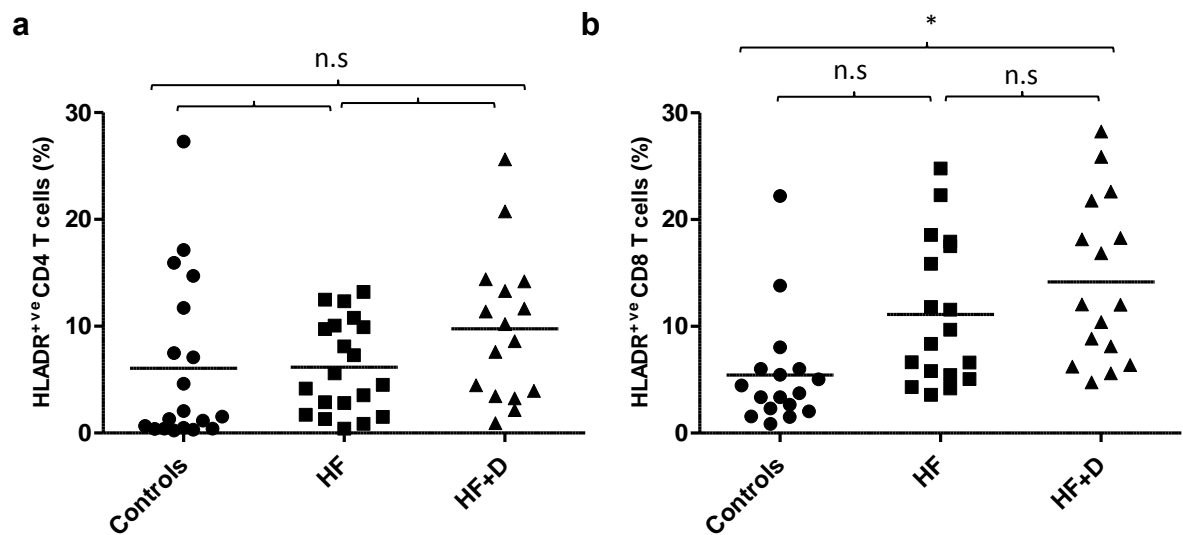 a
n.s
HLADR+ve CD4 T cells (%)
30
20
10
0
Controls
HF
HF+D
b
*
n.s
n.s
HLADR+ve CD8 T cells (%)
30
20
10
0
Controls
HF
HF+D